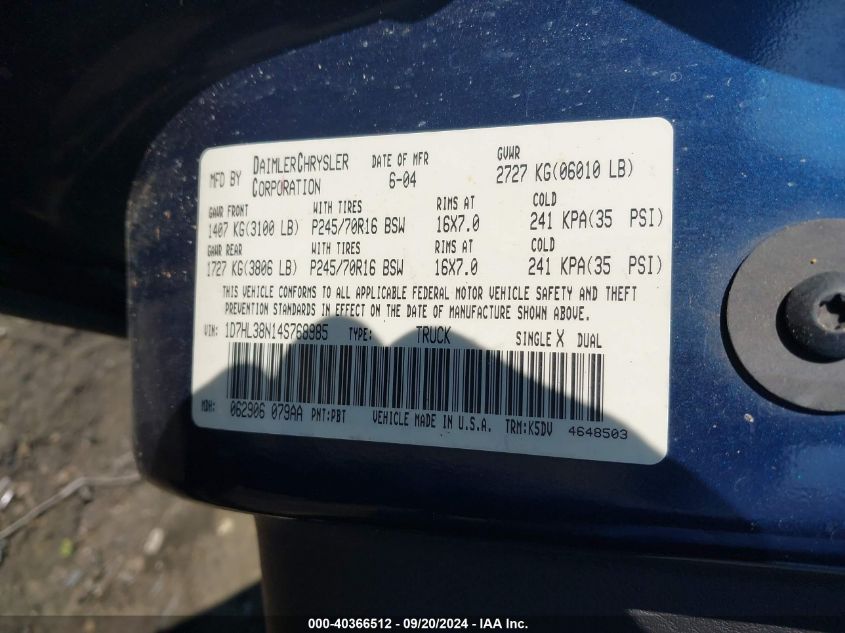 MFD BY DAIMLERCHRYSLER CORPORATION DATE OF MFR 6-04 GVWR 2727 KG(06010 LB)
GAWR FRONT WITH TIRES RIMS AT COLD
1407 KG(3100 LB) P245/70R16 BSW 16X7.0 241 KPA(35 PSI)
GAWR REAR WITH TIRES RIMS AT COLD
1727 KG(3806 LB) P245/70R16 BSW 16X7.0 241 KPA(35 PSI)
THIS VEHICLE CONFORMS TO ALL APPLICABLE FEDERAL MOTOR VEHICLE SAFETY AND THEFT
PREVENTION STANDARDS IN EFFECT ON THE DATE OF MANUFACTURE SHOWN ABOVE.
VIN: 1D7HL38N14S768985 TYPE: TRUCK SINGLE X DUAL
MDH: 062906 079AA PNT:PBT VEHICLE MADE IN U.S.A. TRM:K5DV 4648503
000-40366512 / 09/20/2024 - IAA Inc.